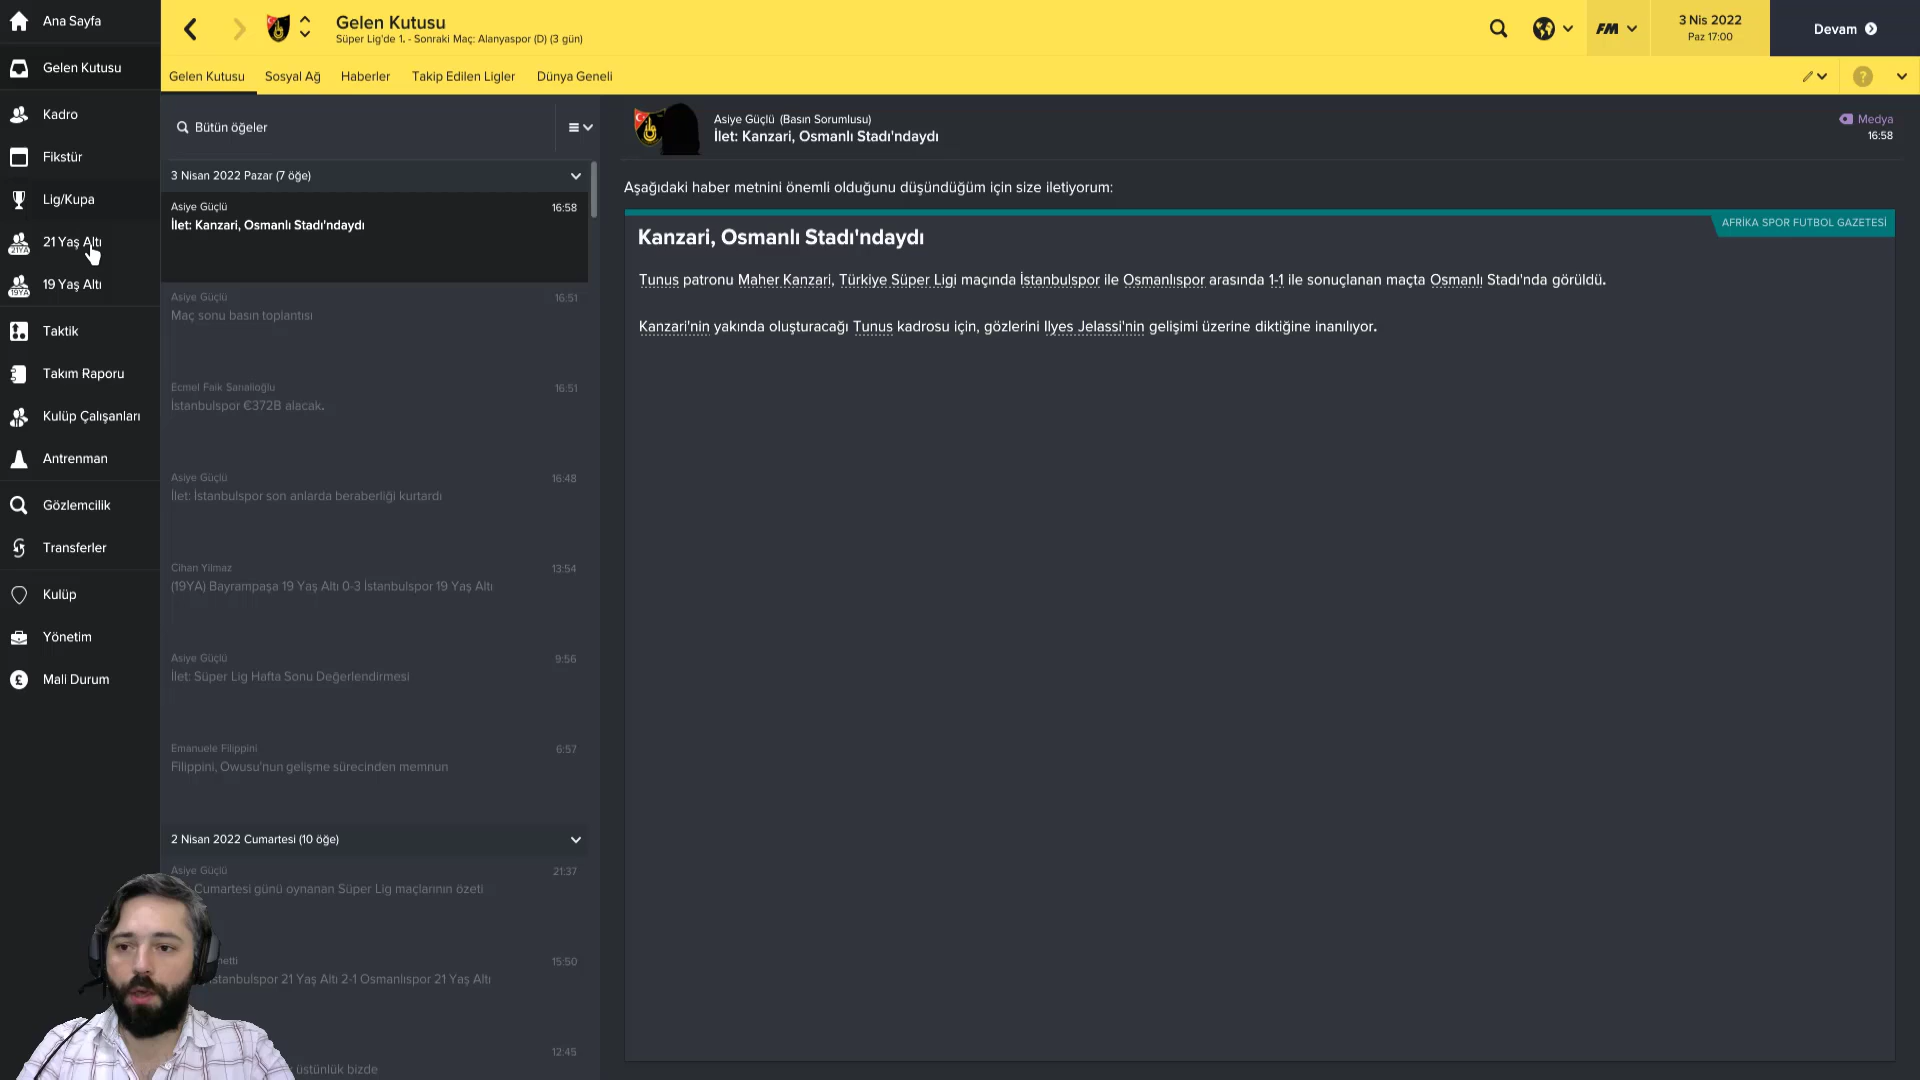 Ana Sayfa
Gelen Kutusu
Kadro
Fikstür
Lig/Kupa
21 Yaş Altı
19 Yaş Altı
Taktik
Takım Raporu
Kulüp Çalışanları
Antrenman
Gözlemcilik
Transferler
Kulüp
Yönetim
Mali Durum
Gelen Kutusu
Süper Lig'de 1. - Sonraki Maç: Alanyaspor (D) (3 gün)
FM
3 Nis 2022
Paz 17:00
Devam
Gelen Kutusu Sosyal Ağ Haberler Takip Edilen Ligler Dünya Geneli
Bütün öğeler
3 Nisan 2022 Pazar (7 öğe)
Asiye Güçlü 16:58
İlet: Kanzari, Osmanlı Stadı'ndaydı
Asiye Güçlü 16:51
Maç sonu basın toplantısı
Ecmel Faik Sarıalioğlu 16:51
İstanbulspor €372B alacak.
Asiye Güçlü 16:48
İlet: İstanbulspor son anlarda beraberliği kurtardı
Cihan Yilmaz 13:54
(19YA) Bayrampaşa 19 Yaş Altı 0-3 İstanbulspor 19 Yaş Altı
Asiye Güçlü 9:56
İlet: Süper Lig Hafta Sonu Değerlendirmesi
Emanuele Filippini 6:57
Filippini, Owusu'nun gelişme sürecinden memnun
2 Nisan 2022 Cumartesi (10 öğe)
Asiye Güçlü 21:37
Cumartesi günü oynanan Süper Lig maçlarının özeti
netti 15:50
stanbulspor 21 Yaş Altı 2-1 Osmanlıspor 21 Yaş Altı
12:45
üstünlük bizde
Asiye Güçlü (Basın Sorumlusu)
İlet: Kanzari, Osmanlı Stadı'ndaydı
Medya
16:58
Aşağıdaki haber metnini önemli olduğunu düşündüğüm için size iletiyorum:
AFRİKA SPOR FUTBOL GAZETESİ
Kanzari, Osmanlı Stadı'ndaydı
Tunus patronu Maher Kanzari, Türkiye Süper Ligi maçında İstanbulspor ile Osmanlıspor arasında 1-1 ile sonuçlanan maçta Osmanlı Stadı'nda görüldü.
Kanzari'nin yakında oluşturacağı Tunus kadrosu için, gözlerini Ilyes Jelassi'nin gelişimi üzerine diktiğine inanılıyor.